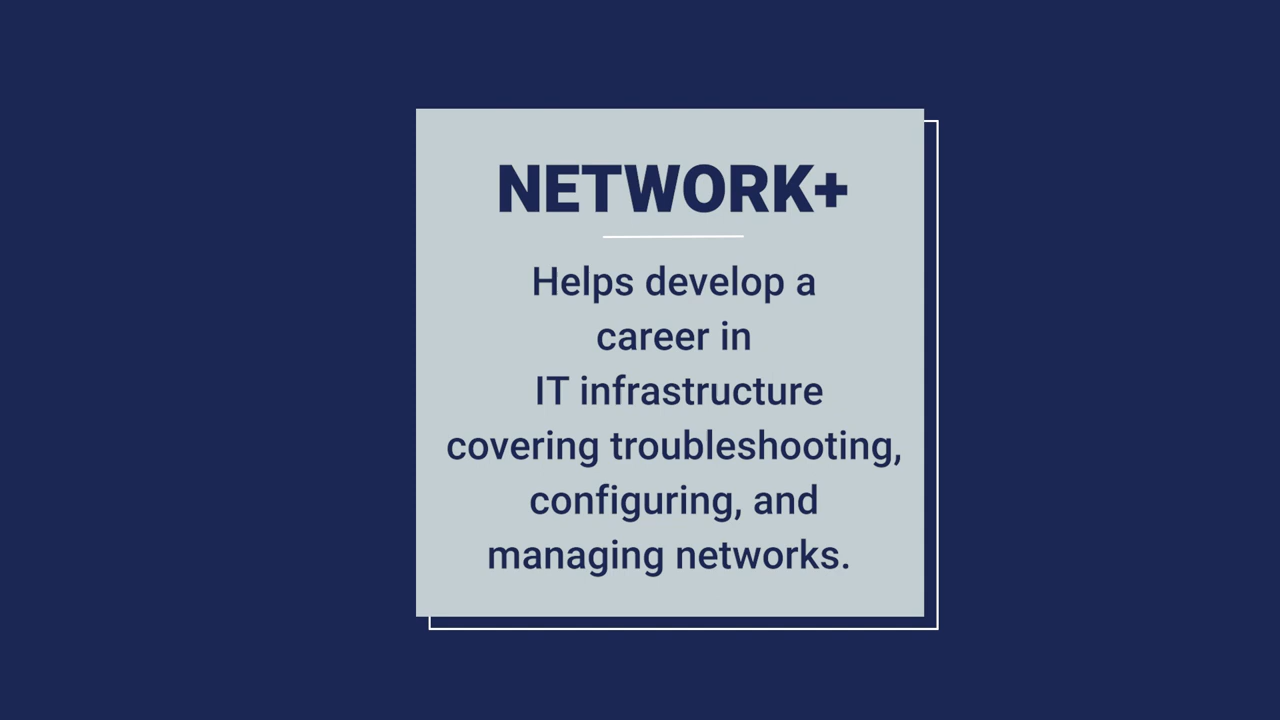 NETWORK+
Helps develop a
career in
IT infrastructure
covering troubleshooting,
configuring, and
managing networks.